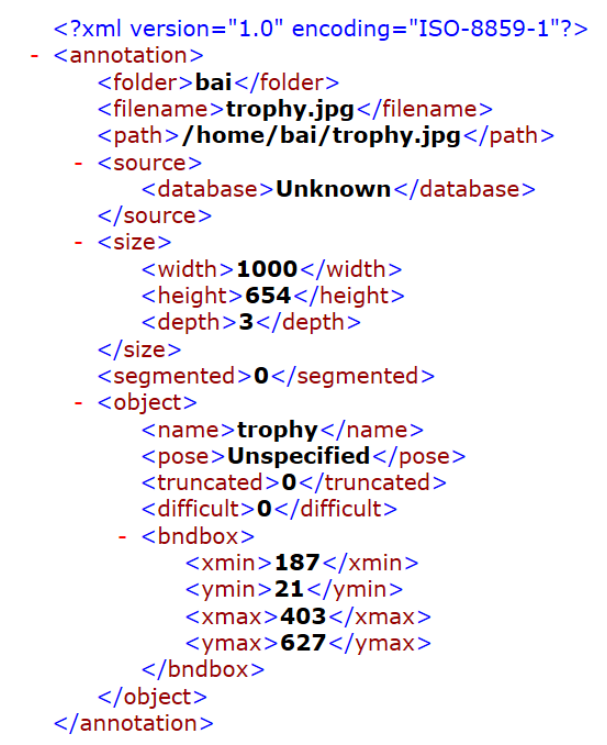 <?xml version="1.0" encoding="ISO-8859-1"?>
- <annotation>
<folder>bai</folder>
<filename>trophy.jpg</filename>
<path>/home/bai/trophy.jpg</path>
- <source>
<database>Unknown</database>
</source>
- <size>
<width>1000</width>
<height>654</height>
<depth>3</depth>
</size>
<segmented>0</segmented>
- <object>
<name>trophy</name>
<pose>Unspecified</pose>
<truncated>0</truncated>
<difficult>0</difficult>
- <bndbox>
<xmin>187</xmin>
<ymin>21</ymin>
<xmax>403</xmax>
<ymax>627</ymax>
</bndbox>
</object>
</annotation>